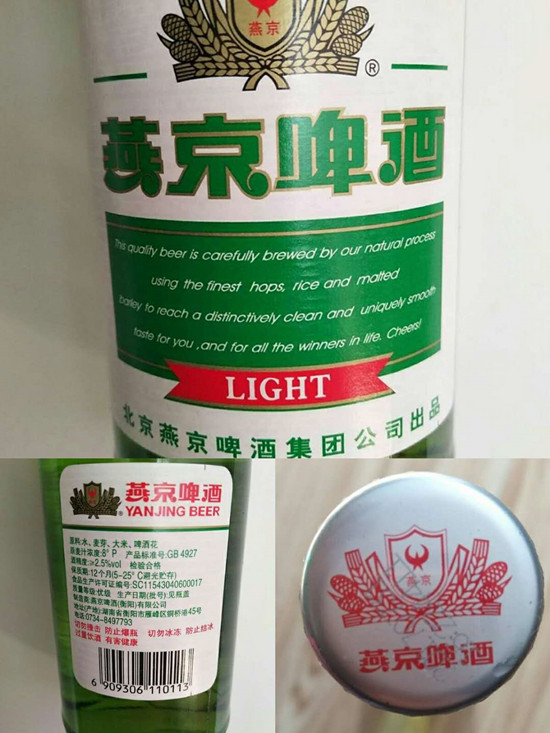 燕京
®
燕京啤酒
This quality beer is carefully brewed by our natural process
using the finest hops, rice and malted
barley to reach a distinctively clean and uniquely smooth
taste for you ,and for all the winners in life. Cheers!
LIGHT
北京燕京啤酒集团公司出品
燕京啤酒
YANJING BEER
原料:水、麦芽、大米、啤酒花
原麦汁浓度:8°P 产品标准号:GB 4927
酒精度:≥2.5%vol 检验合格
保质期:12个月(5-25°C避光贮存)
食品生产许可证编号:SC11543040600017
质量等级:优级 生产日期(批号):见瓶盖
制造商:燕京啤酒(衡阳)有限公司
地址(产地):湖南省衡阳市雁峰区铜桥港45号
电话:0734-8497793
切勿撞击 防止爆瓶 切勿冰冻 防止结冰
过量饮酒 有害健康
6 909306 110113
燕京
燕京啤酒